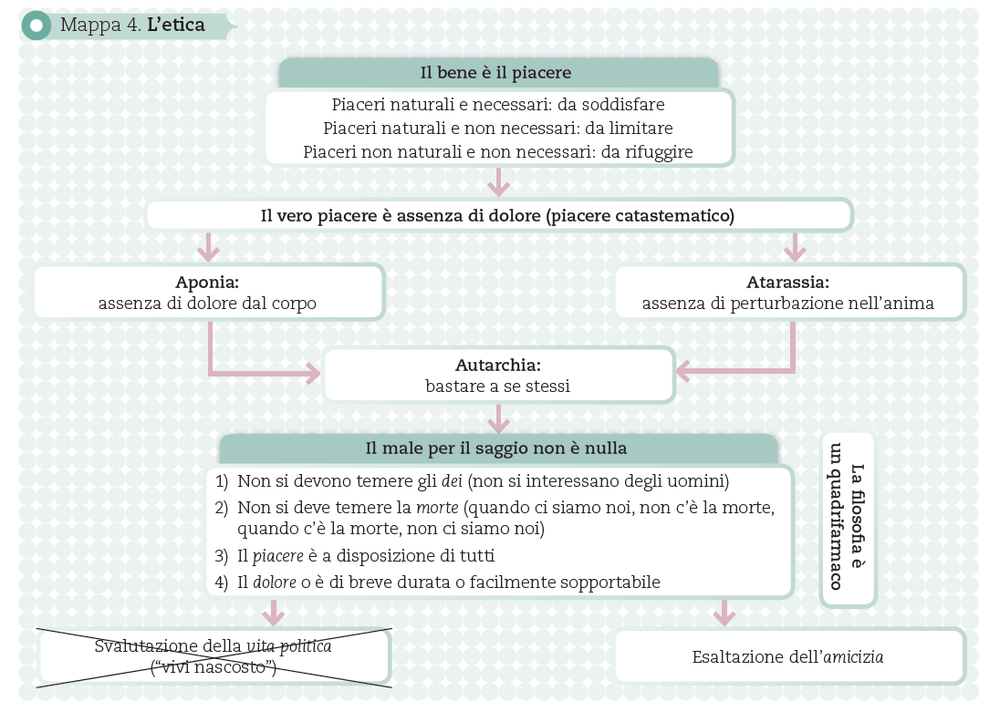 Mappa 4. L'etica
Il bene è il piacere
Piaceri naturali e necessari: da soddisfare
Piaceri naturali e non necessari: da limitare
Piaceri non naturali e non necessari: da rifuggire
Il vero piacere è assenza di dolore (piacere catastematico)
Aponia:
assenza di dolore dal corpo
Atarassia:
assenza di perturbazione nell'anima
Autarchia:
bastare a se stessi
Il male per il saggio non è nulla
1) Non si devono temere gli dei (non si interessano degli uomini)
2) Non si deve temere la morte (quando ci siamo noi, non c'è la morte,
quando c'è la morte, non ci siamo noi)
3) Il piacere è a disposizione di tutti
4) Il dolore o è di breve durata o facilmente sopportabile
La filosofia è
un quadrifarmaco
Svalutazione della vita politica
("vivi nascosto")
Esaltazione dell'amicizia